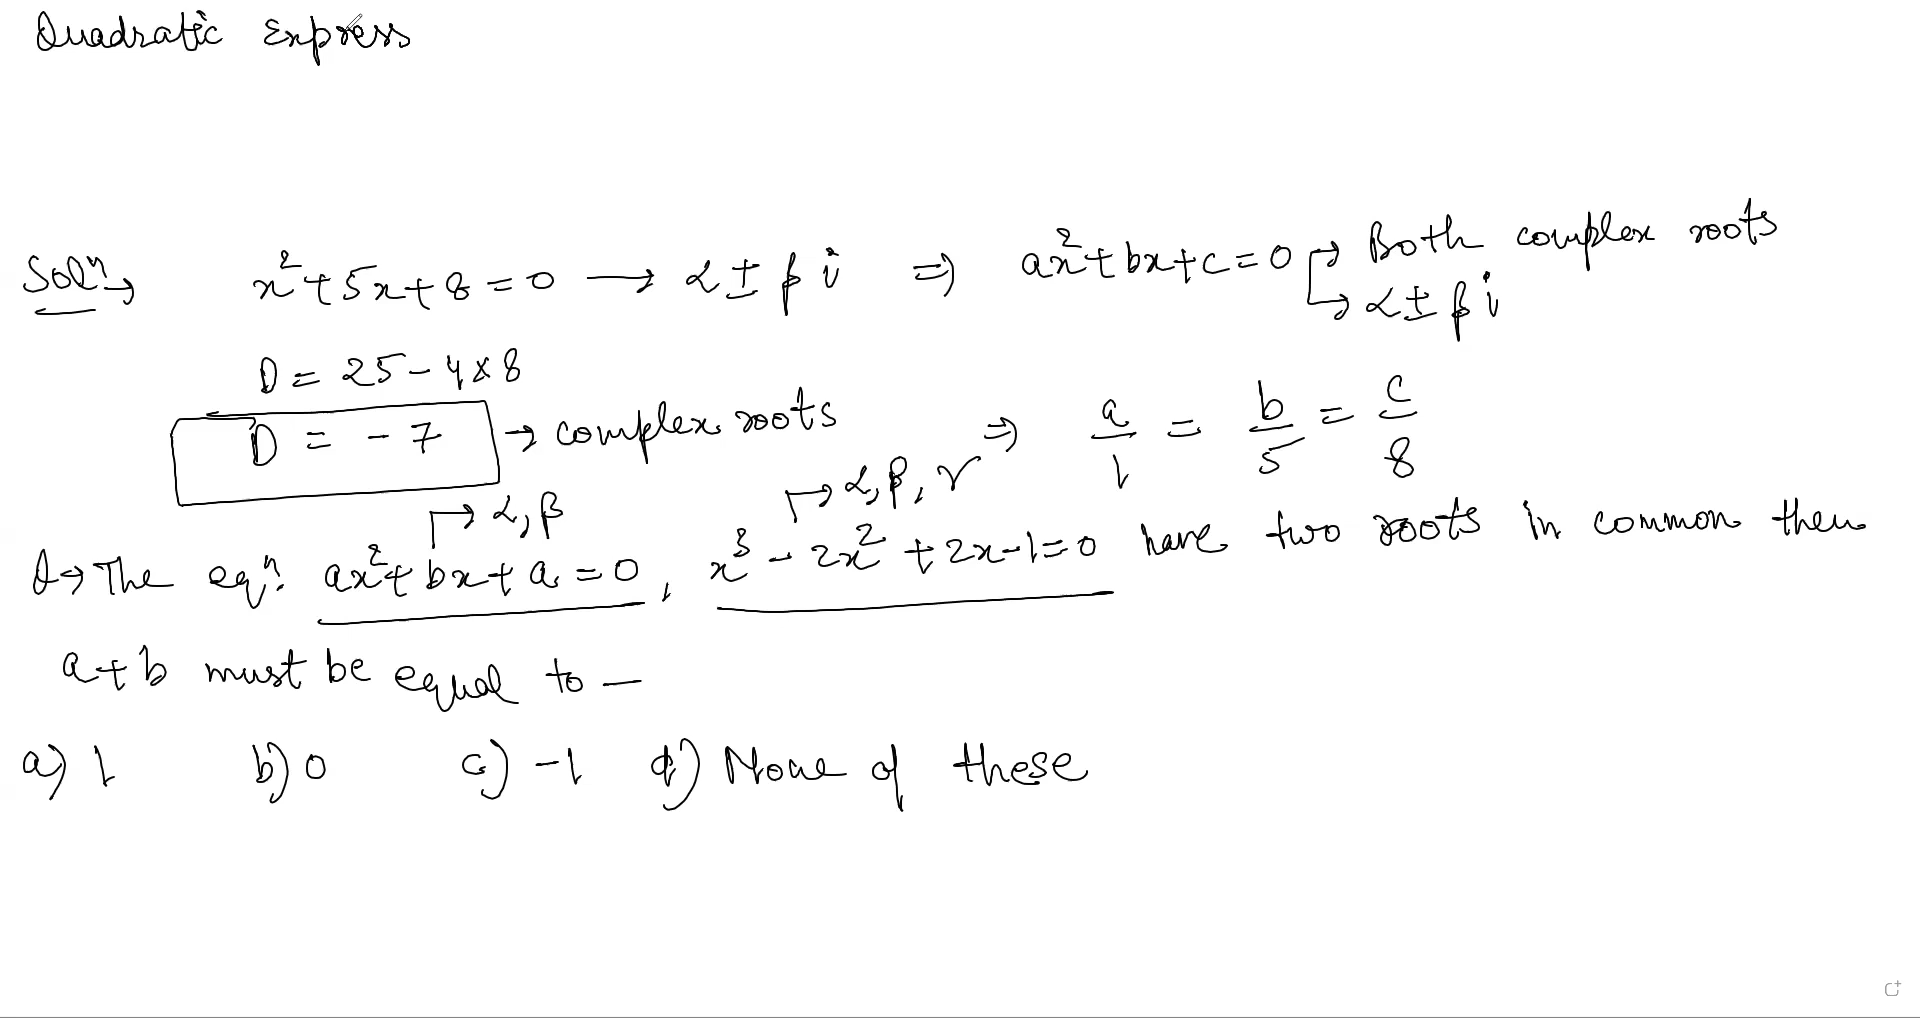 Quadratic Express
Solⁿ→ x²+5x+8=0 → α±βi ⇒ ax²+bx+c=0 → Both complex roots
→ α±βi
D = 25-4×8
D = -7 → complex roots ⇒ a/1 = b/5 = c/8
→ α,β → α,β,γ
Q→ The eqⁿ. ax²+bx+a=0, x³-2x²+2x-1=0 have two roots in common then
a+b must be equal to —
a) 1 b) 0 c) -1 d) None of these